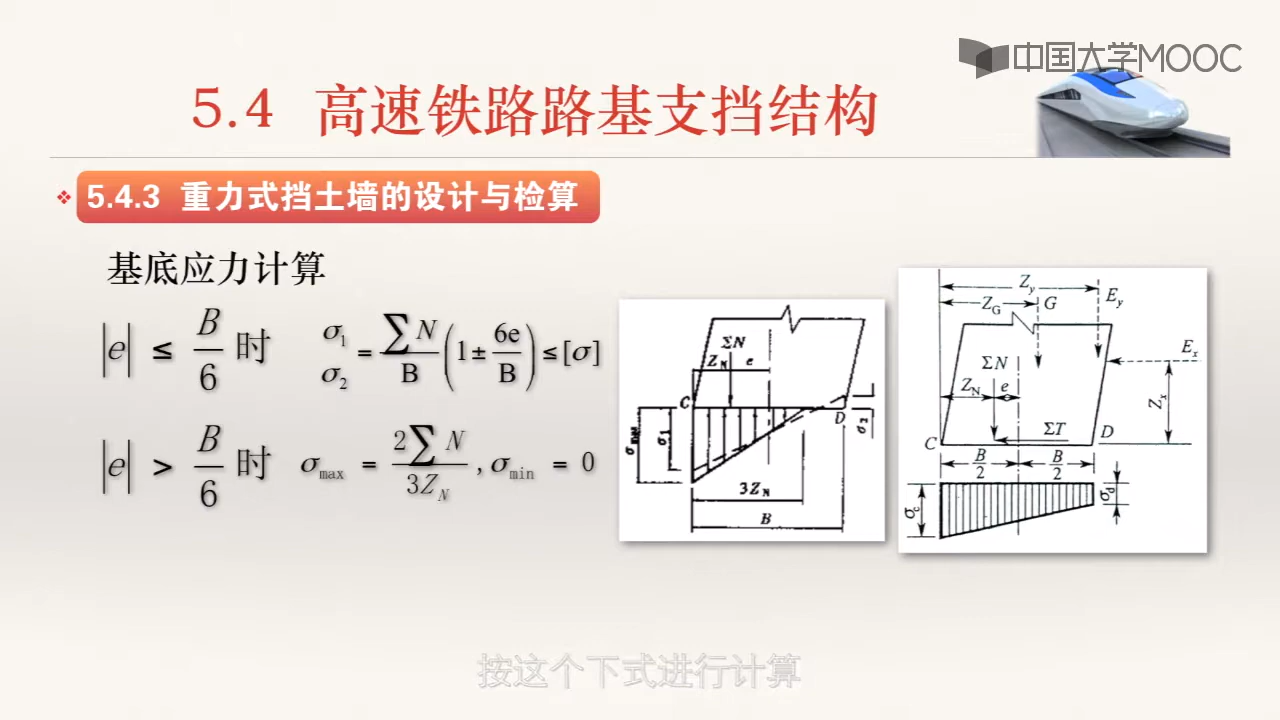 中国大学MOOC
5.4 高速铁路路基支挡结构
5.4.3 重力式挡土墙的设计与检算
基底应力计算
|e| ≤ B/6 时 σ₁ σ₂ = ∑N/B (1 ± 6e/B) ≤ [σ]
|e| > B/6 时 σmax = 2∑N/3Z_N , σmin = 0
ΣN
Z_N e
C D
σmax σ₁ σ₂
3Z_N
B
Z_y
Z_G G E_y
E_x
ΣN
Z_N e Z_x
ΣT
C D
B/2 B/2
σc σd
按这个下式进行计算